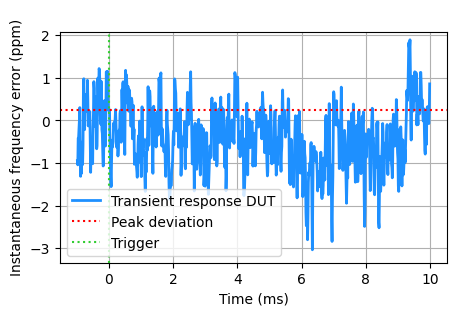 Instantaneous frequency error (ppm)
2
1
0
−1
−2
−3
Transient response DUT
Peak deviation
Trigger
0 2 4 6 8 10
Time (ms)